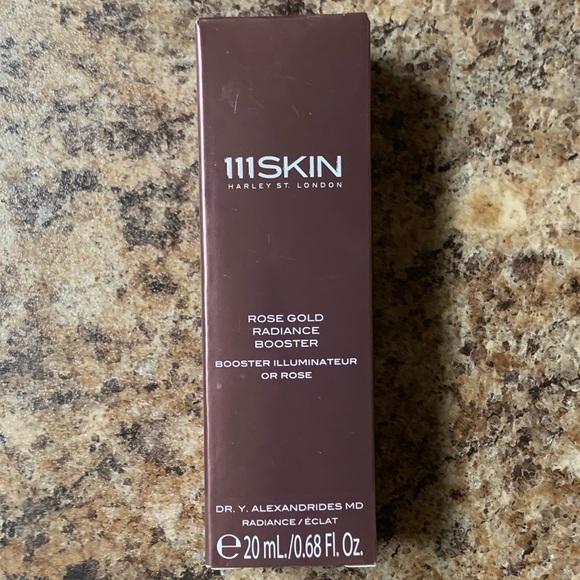 111SKIN
HARLEY ST. LONDON
ROSE GOLD
RADIANCE
BOOSTER
BOOSTER ILLUMINATEUR
OR ROSE
DR. Y. ALEXANDRIDES MD
RADIANCE / ÉCLAT
℮ 20 mL./0.68 Fl. Oz.